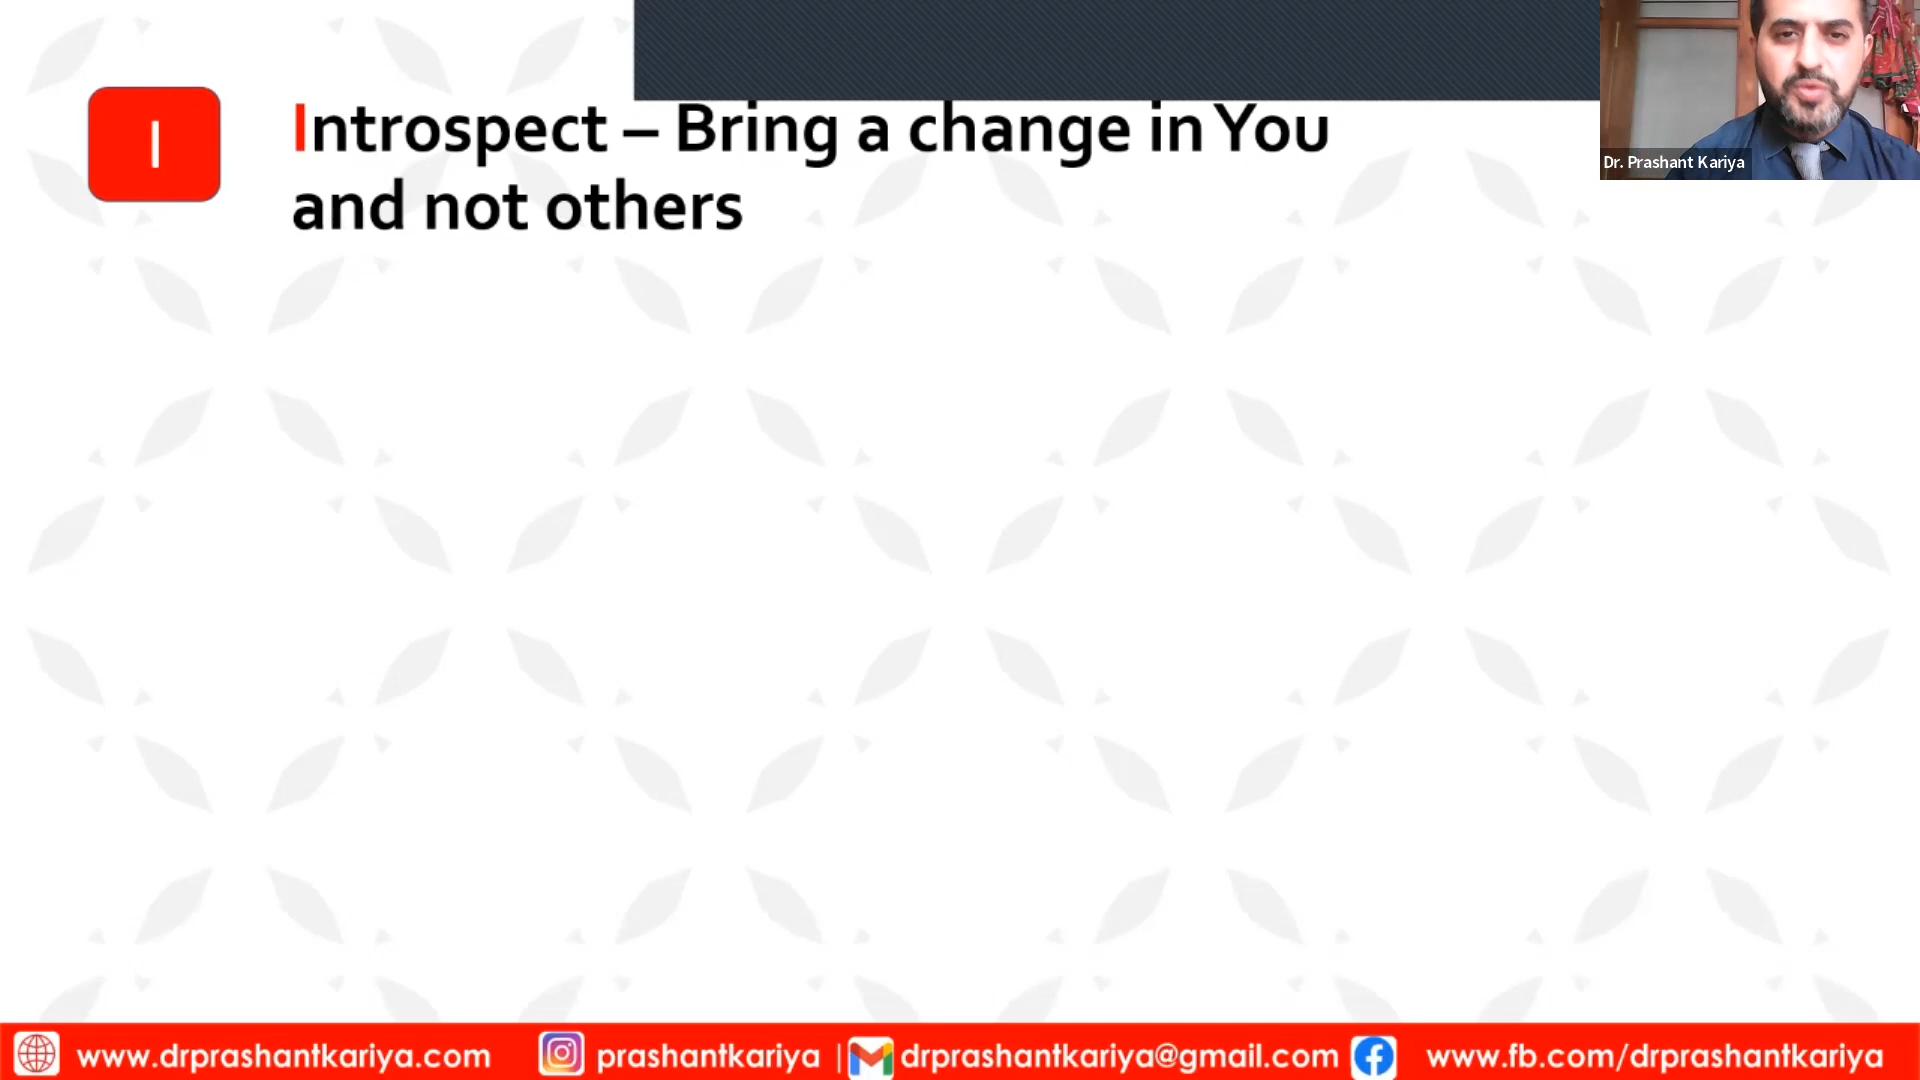 I
Introspect – Bring a change in You
and not others
Dr. Prashant Kariya
www.drprashantkariya.com
prashantkariya |
drprashantkariya@gmail.com
www.fb.com/drprashantkariya